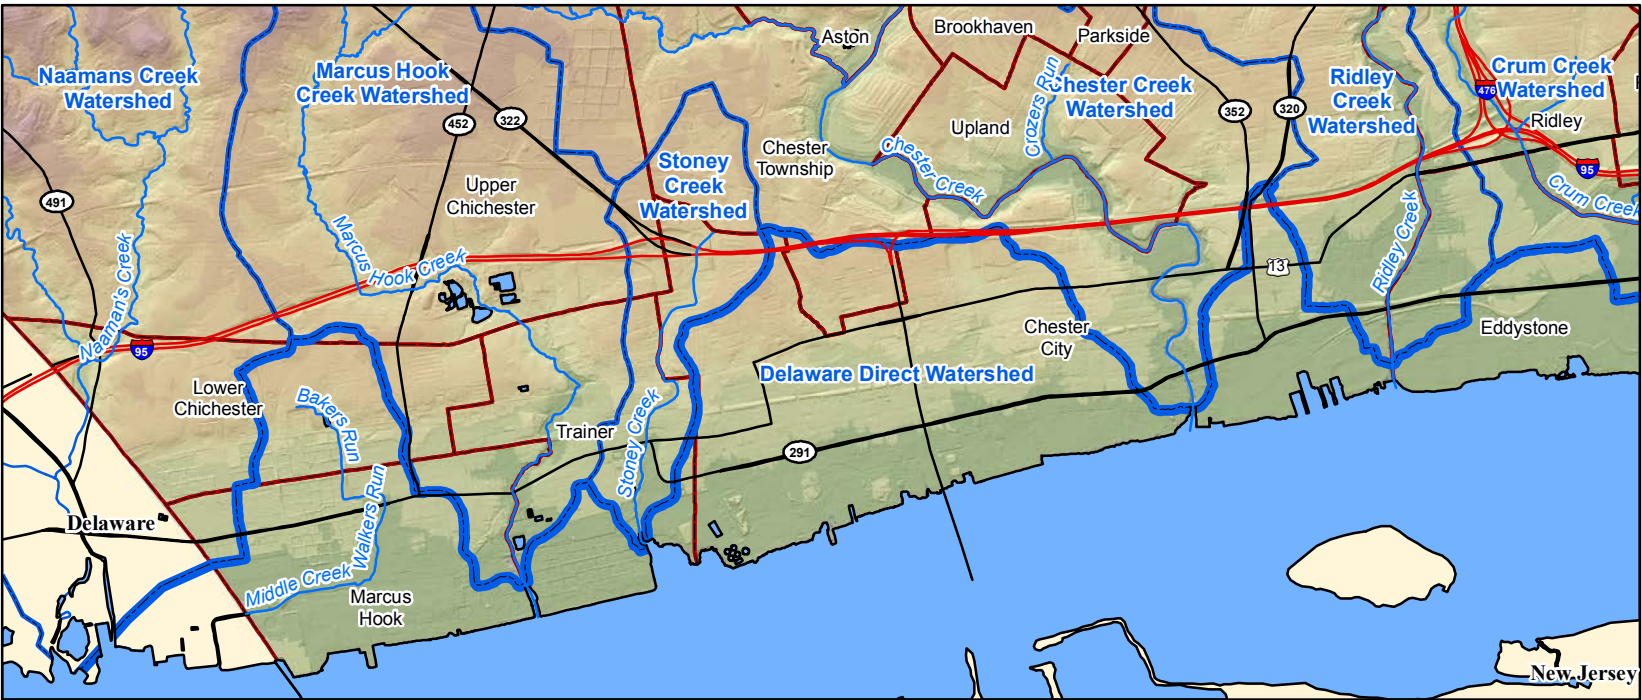 Naamans Creek
Watershed
Marcus Hook
Creek Watershed
452
322
491
Upper
Chichester
Stoney
Creek
Watershed
Aston
Brookhaven
Parkside
Chester
Township
Upland
Crozers Run
Chester Creek
Watershed
Chester Creek
352
320
Ridley
Creek
Watershed
476
Crum Creek
Watershed
Ridley
95
Crum Creek
Ridley Creek
13
Eddystone
Naaman's Creek
Marcus
Hook Creek
95
Lower
Chichester
Bakers Run
Trainer
Stoney Creek
Delaware Direct Watershed
Chester
City
291
Delaware
Walkers Run
Middle Creek
Marcus
Hook
New Jersey